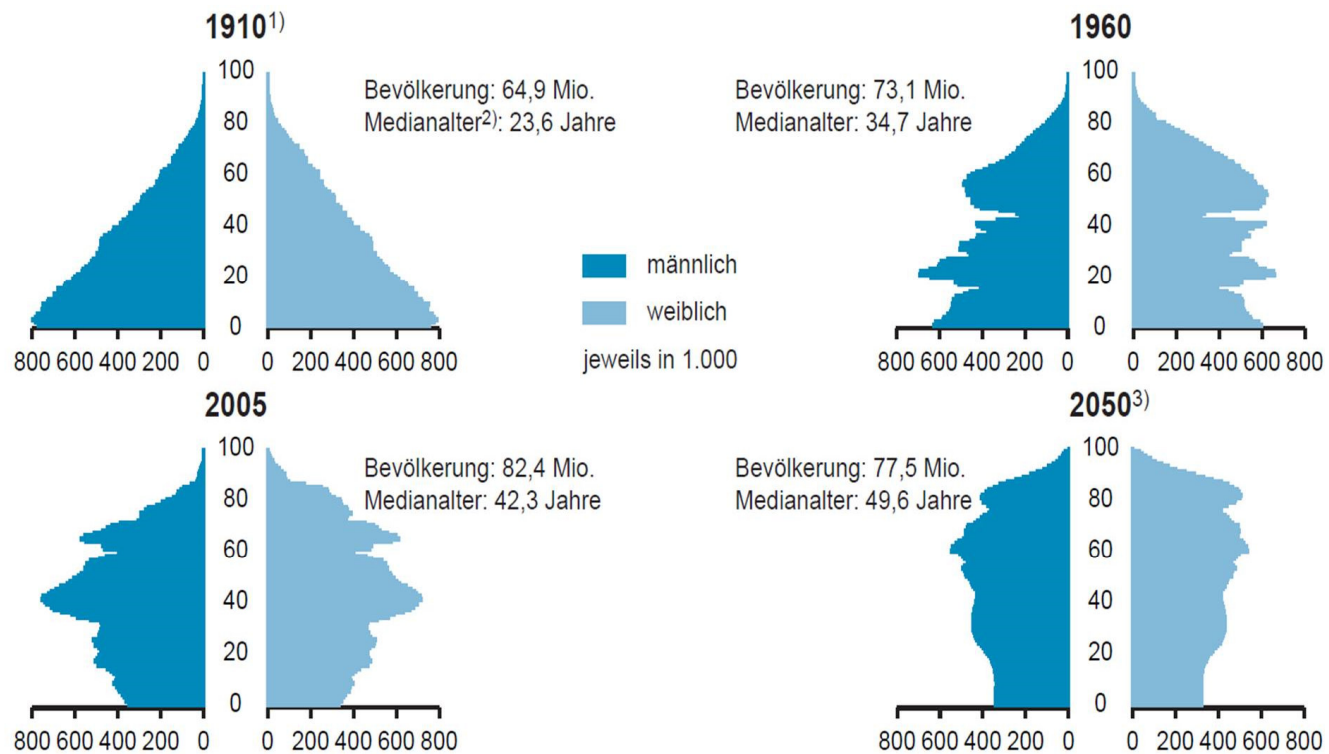 1910¹⁾
100
80
60
40
20
0
800 600 400 200 0
0 200 400 600 800
Bevölkerung: 64,9 Mio.
Medianalter²⁾: 23,6 Jahre
männlich
weiblich
jeweils in 1.000
1960
Bevölkerung: 73,1 Mio.
Medianalter: 34,7 Jahre
100
80
60
40
20
0
800 600 400 200 0
0 200 400 600 800
2005
100
80
60
40
20
0
800 600 400 200 0
0 200 400 600 800
Bevölkerung: 82,4 Mio.
Medianalter: 42,3 Jahre
2050³⁾
Bevölkerung: 77,5 Mio.
Medianalter: 49,6 Jahre
100
80
60
40
20
0
800 600 400 200 0
0 200 400 600 800